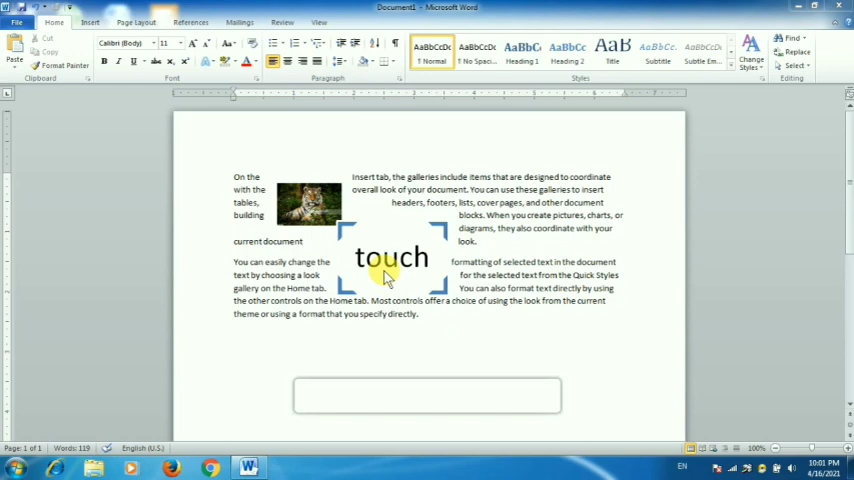 Document1 - Microsoft Word
File Home Insert Page Layout References Mailings Review View
Paste
Cut
Copy
Format Painter
Clipboard
Calibri (Body) 11
Font
Paragraph
AaBbCcDc AaBbCcDc AaBbC AaBbCc AaB AaBbCc. AaBbCcDc
¶ Normal ¶ No Spaci... Heading 1 Heading 2 Title Subtitle Subtle Em...
Styles
Change
Styles
Find
Replace
Select
Editing
On the Insert tab, the galleries include items that are designed to coordinate
with the overall look of your document. You can use these galleries to insert
tables, headers, footers, lists, cover pages, and other document
building blocks. When you create pictures, charts, or
diagrams, they also coordinate with your
current document look.
touch
You can easily change the formatting of selected text in the document
text by choosing a look for the selected text from the Quick Styles
gallery on the Home tab. You can also format text directly by using
the other controls on the Home tab. Most controls offer a choice of using the look from the current
theme or using a format that you specify directly.
Page: 1 of 1 Words: 119 English (U.S.) 100%
EN 10:01 PM
4/16/2021